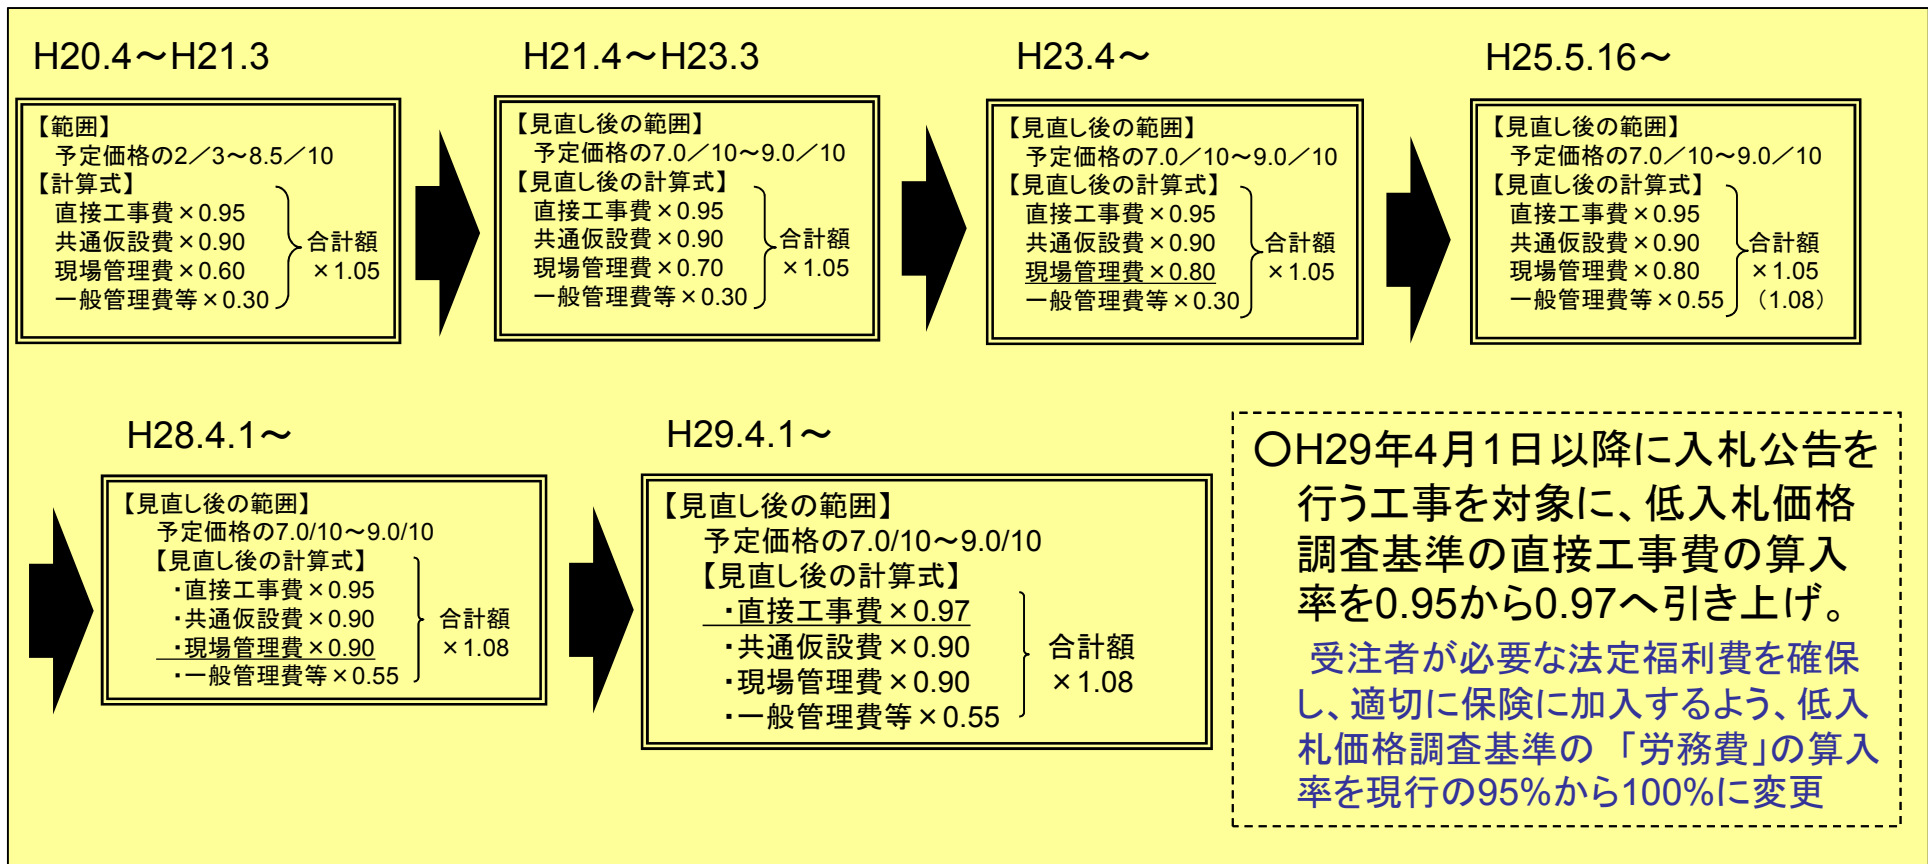 H20.4～H21.3
【範囲】
予定価格の2／3～8.5／10
【計算式】
直接工事費×0.95
共通仮設費×0.90
現場管理費×0.60
一般管理費等×0.30
合計額
×1.05
H21.4～H23.3
【見直し後の範囲】
予定価格の7.0／10～9.0／10
【見直し後の計算式】
直接工事費×0.95
共通仮設費×0.90
現場管理費×0.70
一般管理費等×0.30
合計額
×1.05
H23.4～
【見直し後の範囲】
予定価格の7.0／10～9.0／10
【見直し後の計算式】
直接工事費×0.95
共通仮設費×0.90
現場管理費×0.80
一般管理費等×0.30
合計額
×1.05
H25.5.16～
【見直し後の範囲】
予定価格の7.0／10～9.0／10
【見直し後の計算式】
直接工事費×0.95
共通仮設費×0.90
現場管理費×0.80
一般管理費等×0.55
合計額
×1.05
（1.08）
H28.4.1～
【見直し後の範囲】
予定価格の7.0/10～9.0/10
【見直し後の計算式】
・直接工事費×0.95
・共通仮設費×0.90
・現場管理費×0.90
・一般管理費等×0.55
合計額
×1.08
H29.4.1～
【見直し後の範囲】
予定価格の7.0/10～9.0/10
【見直し後の計算式】
・直接工事費×0.97
・共通仮設費×0.90
・現場管理費×0.90
・一般管理費等×0.55
合計額
×1.08
〇H29年4月1日以降に入札公告を
行う工事を対象に、低入札価格
調査基準の直接工事費の算入
率を0.95から0.97へ引き上げ。
受注者が必要な法定福利費を確保
し、適切に保険に加入するよう、低入
札価格調査基準の 「労務費」の算入
率を現行の95%から100%に変更